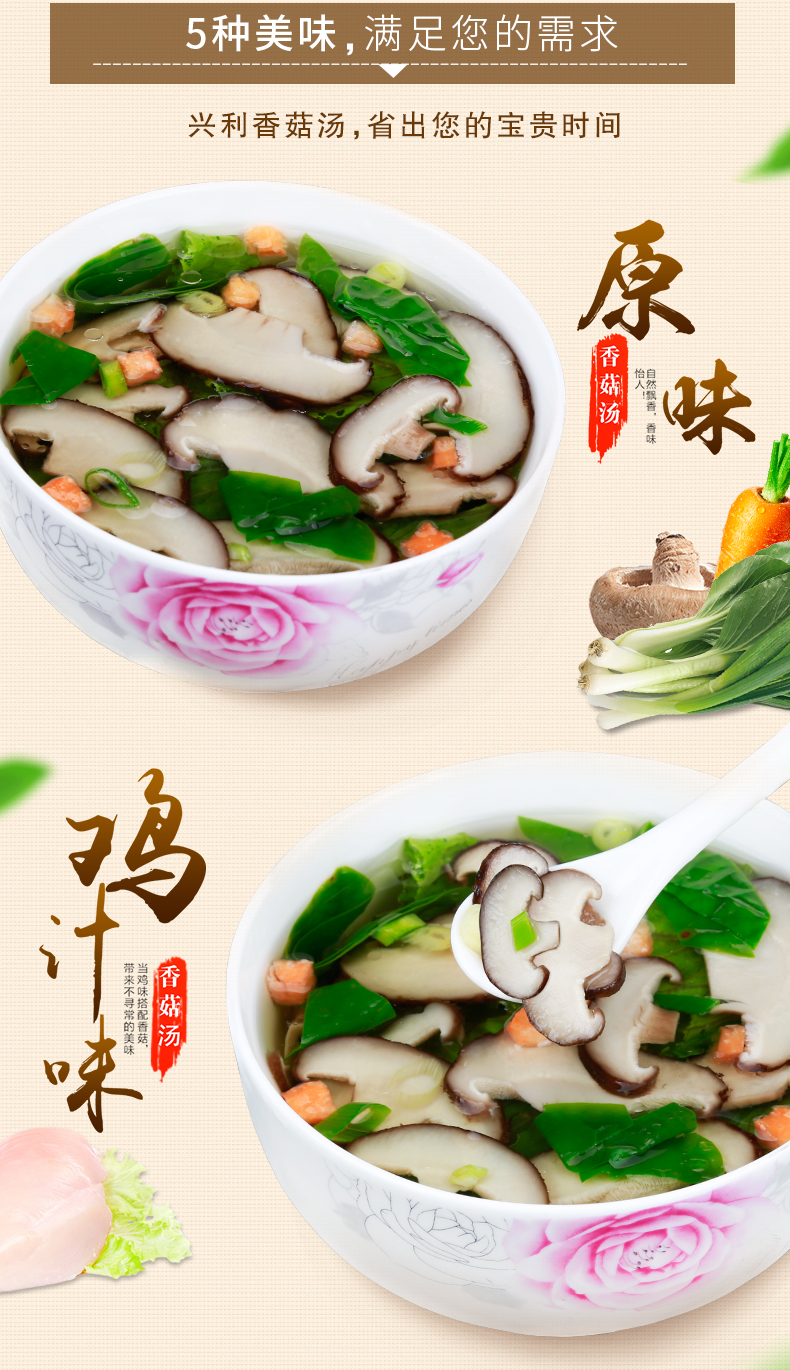 5种美味,满足您的需求
兴利香菇汤,省出您的宝贵时间
原味
香菇汤
自然飘香，香味
怡人！
鸡汁味
香菇汤
当鸡味搭配香菇，
带来不寻常的美味